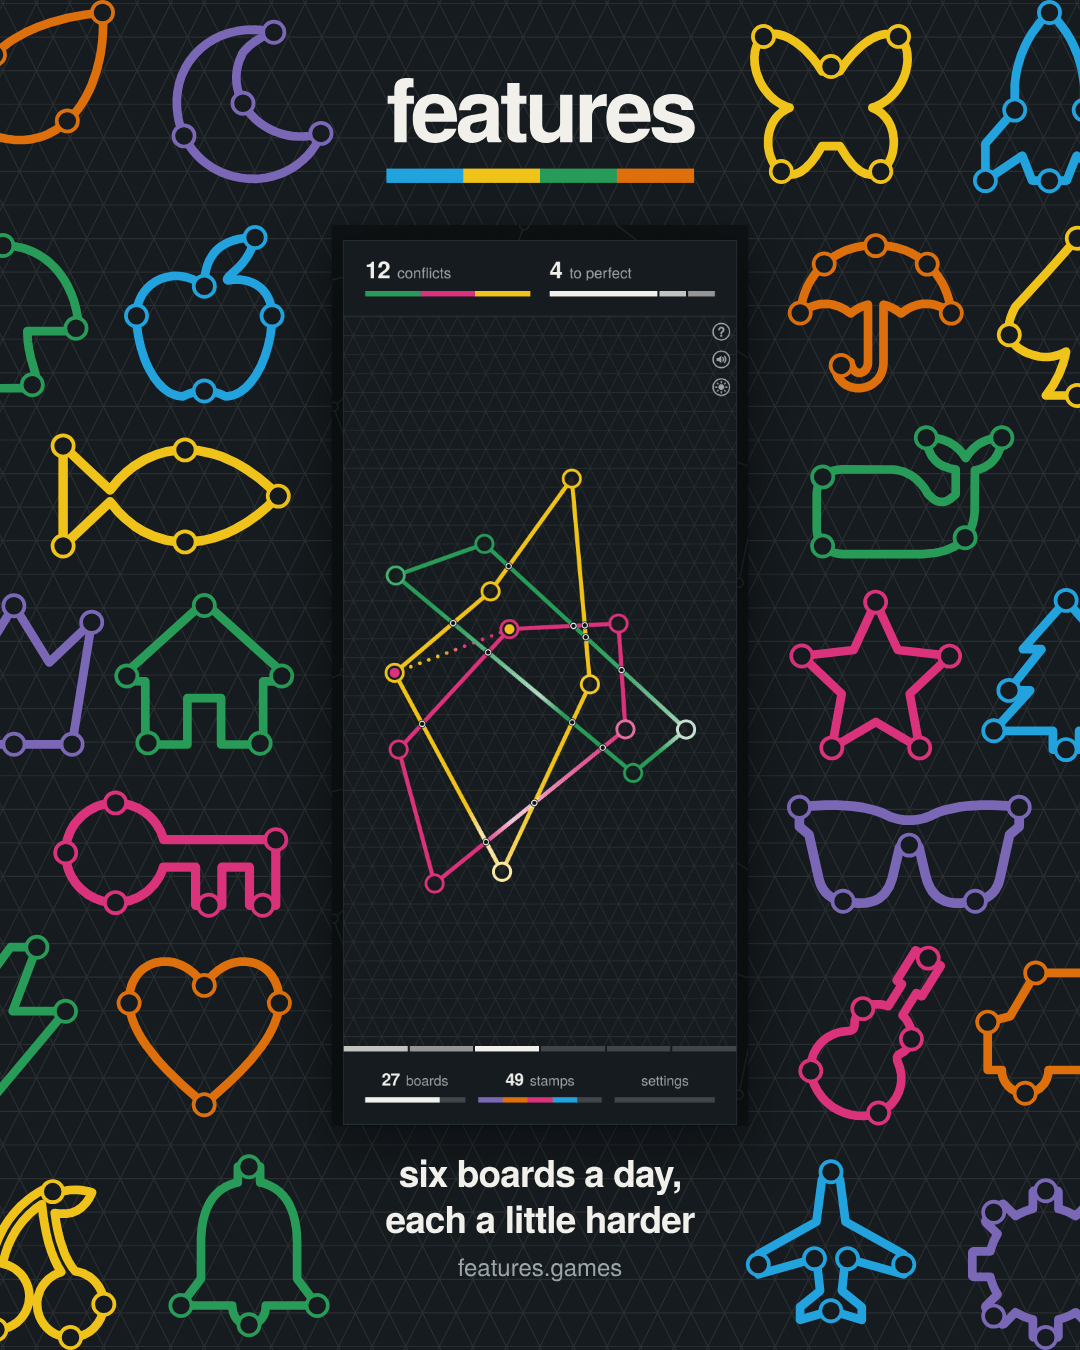 features
12 conflicts
4 to perfect
?
27 boards
49 stamps
settings
six boards a day,
each a little harder
features.games